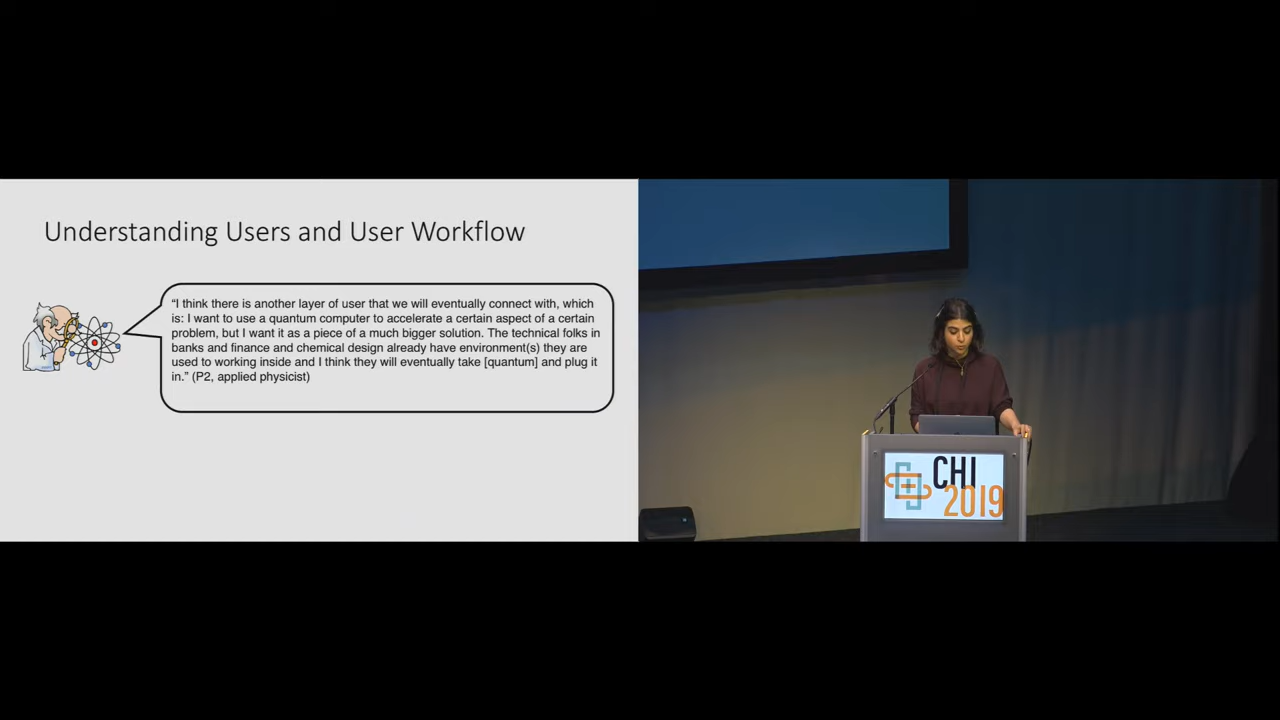 Understanding Users and User Workflow
“I think there is another layer of user that we will eventually connect with, which
is: I want to use a quantum computer to accelerate a certain aspect of a certain
problem, but I want it as a piece of a much bigger solution. The technical folks in
banks and finance and chemical design already have environment(s) they are
used to working inside and I think they will eventually take [quantum] and plug it
in.” (P2, applied physicist)
CHI
2019